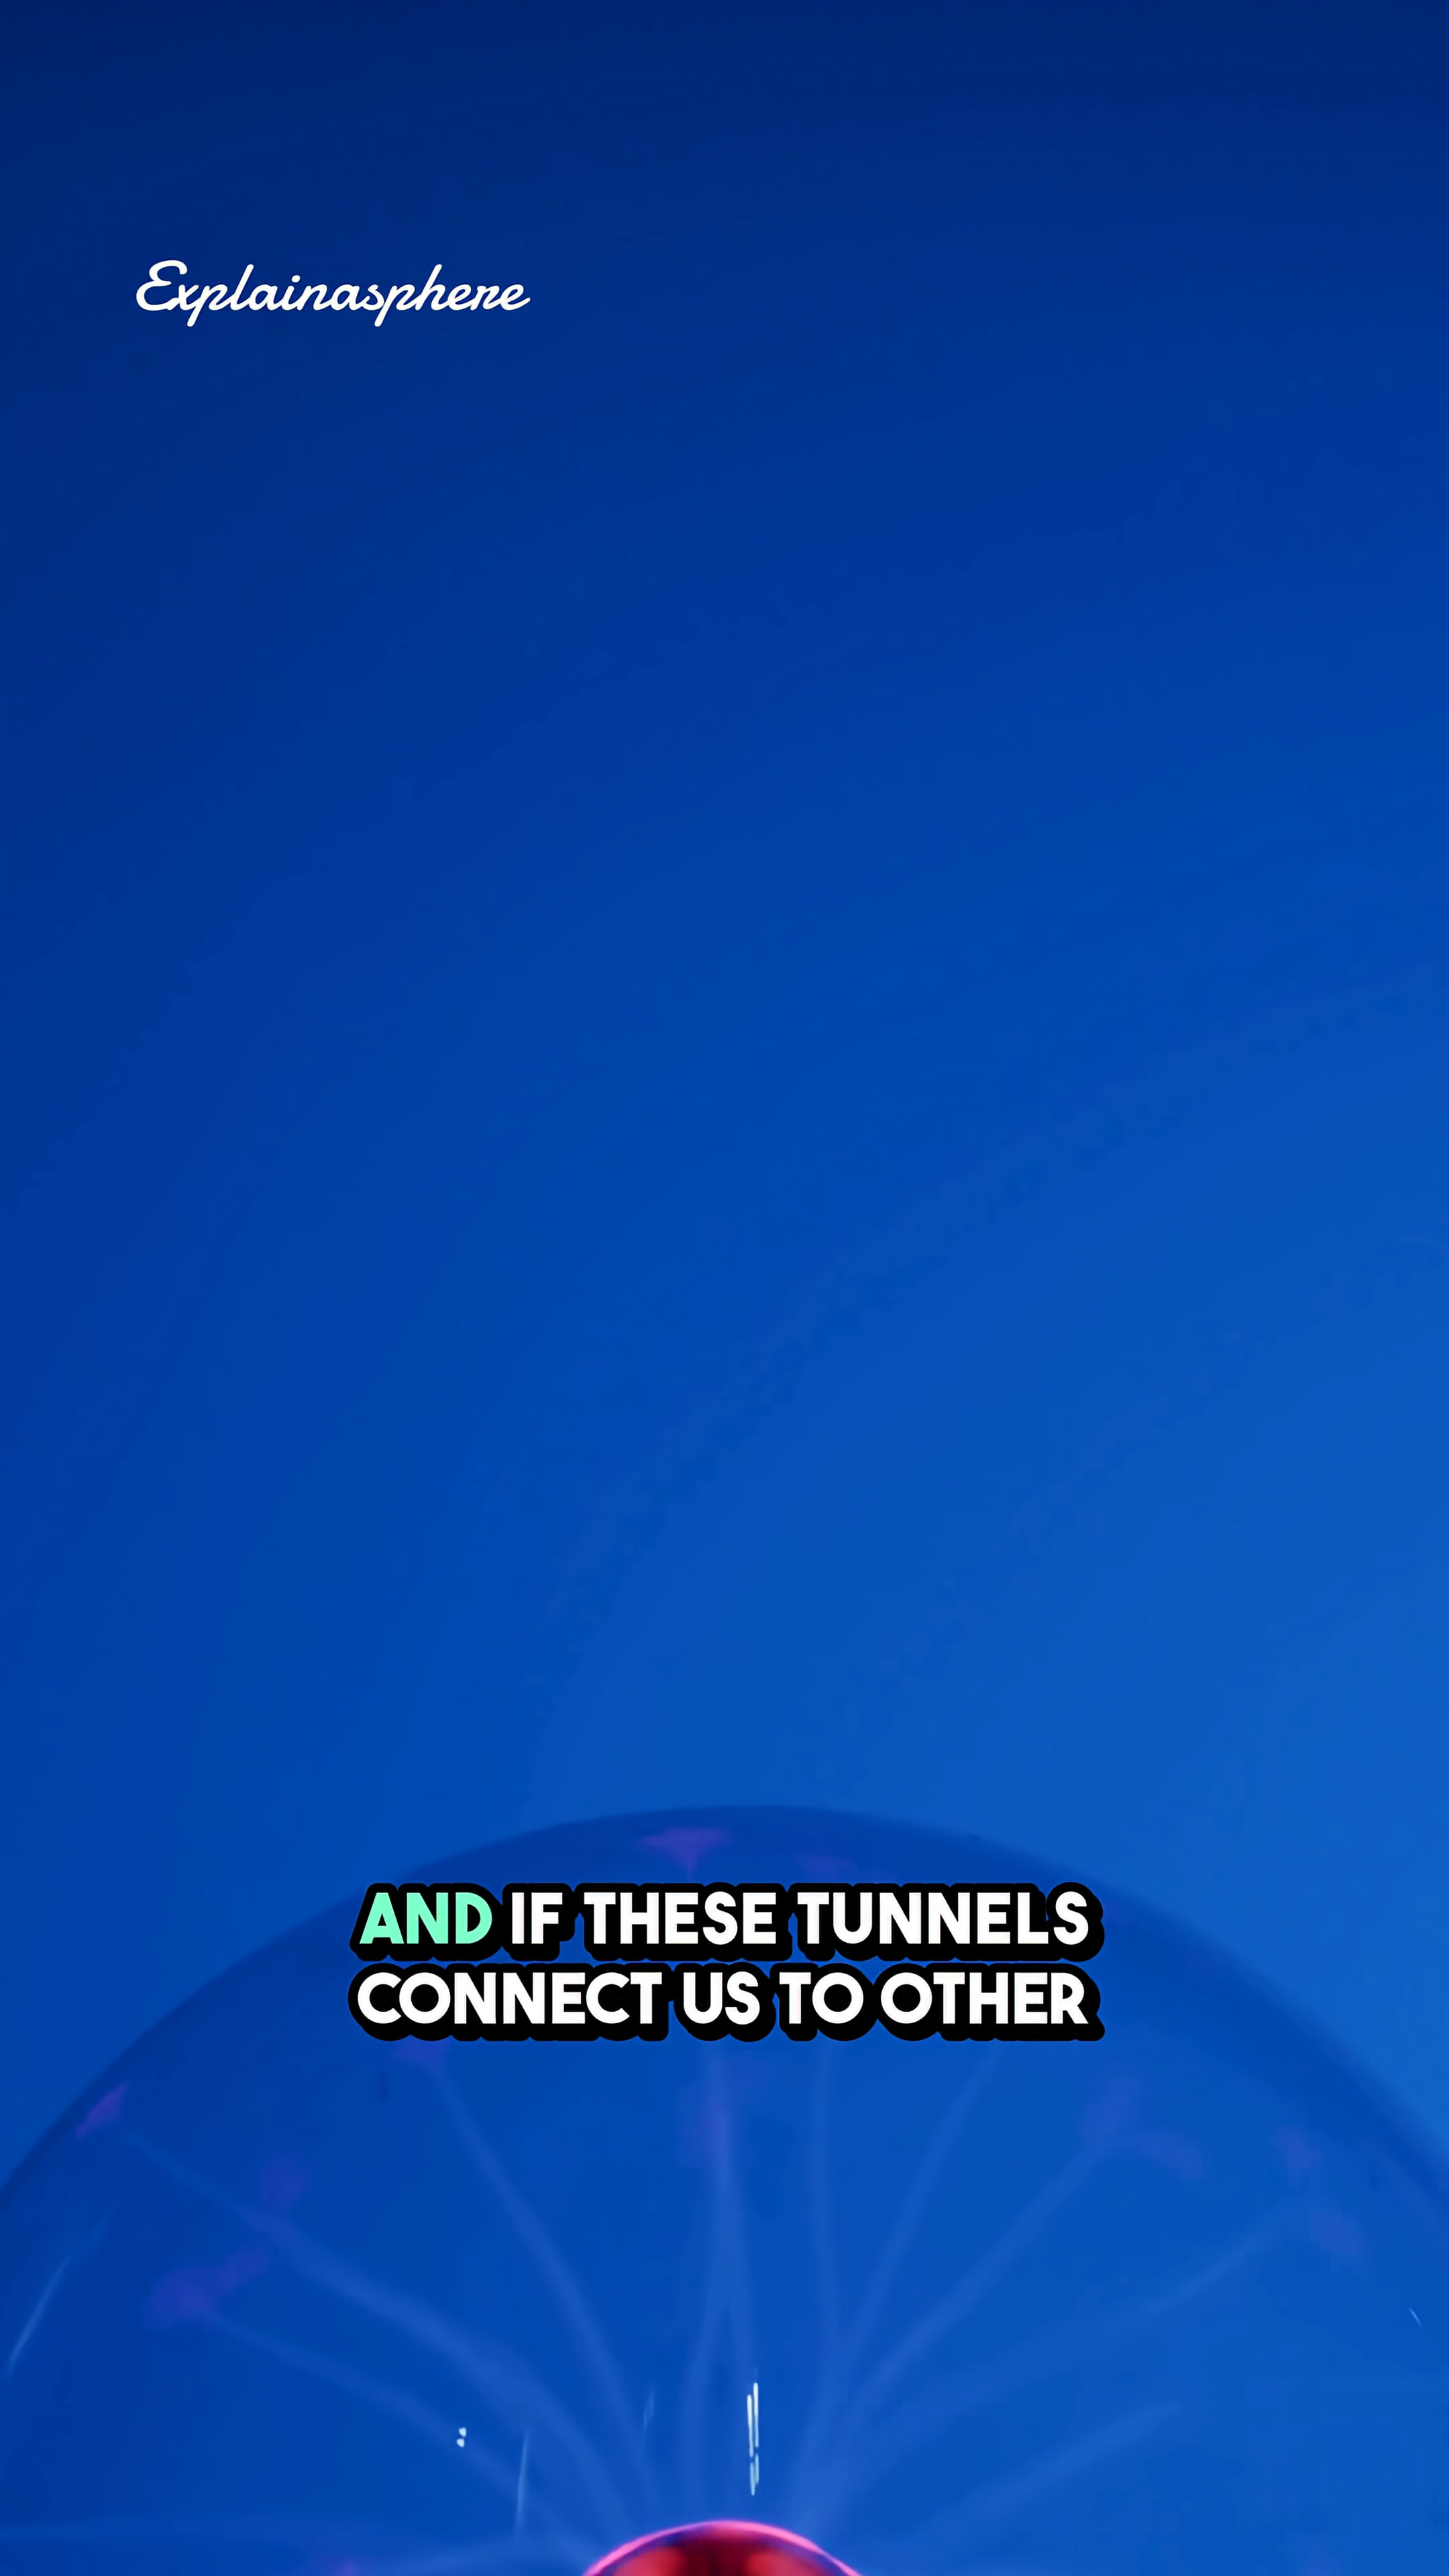 Explainasphere
AND IF THESE TUNNELS
CONNECT US TO OTHER